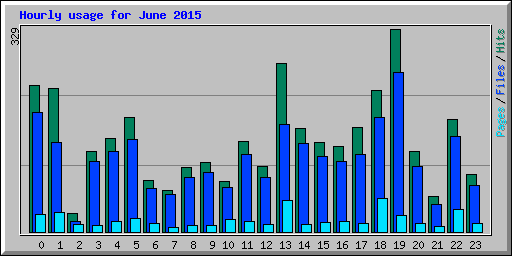 Hourly usage for June 2015
329
Pages / Files / Hits
0 1 2 3 4 5 6 7 8 9 10 11 12 13 14 15 16 17 18 19 20 21 22 23